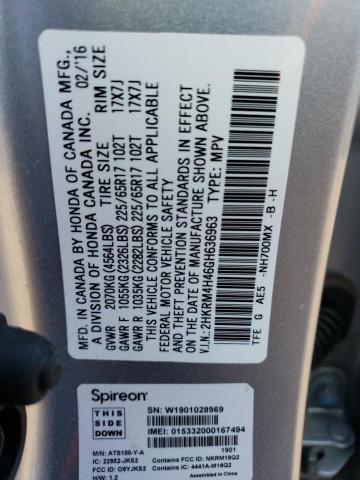 MFD. IN CANADA BY HONDA OF CANADA MFG.,
A DIVISION OF HONDA CANADA INC. 02/'16
TIRE SIZE RIM SIZE
GVWR 2070KG(4564LBS)
GAWR F 1055KG(2326LBS) 225/65R17 102T 17X7J
GAWR R 1035KG(2282LBS) 225/65R17 102T 17X7J
THIS VEHICLE CONFORMS TO ALL APPLICABLE
FEDERAL MOTOR VEHICLE SAFETY AND
THEFT PREVENTION STANDARDS IN EFFECT
ON THE DATE OF MANUFACTURE SHOWN ABOVE.
V.I.N.: 2HKRM4H46GH636963 TYPE: MPV
TFE G AE5 -NH700MX -B -H
Spireon
THIS
SIDE
DOWN
SN: W1901028969
IMEI: 015332000167494
1901
M/N: ATS100-Y-A
IC: 22952-JKS2
FCC ID: O9YJKS2
H/W: 1.2
Contains
FCC ID: NKRM18Q2
IC: 4441A-M18Q2